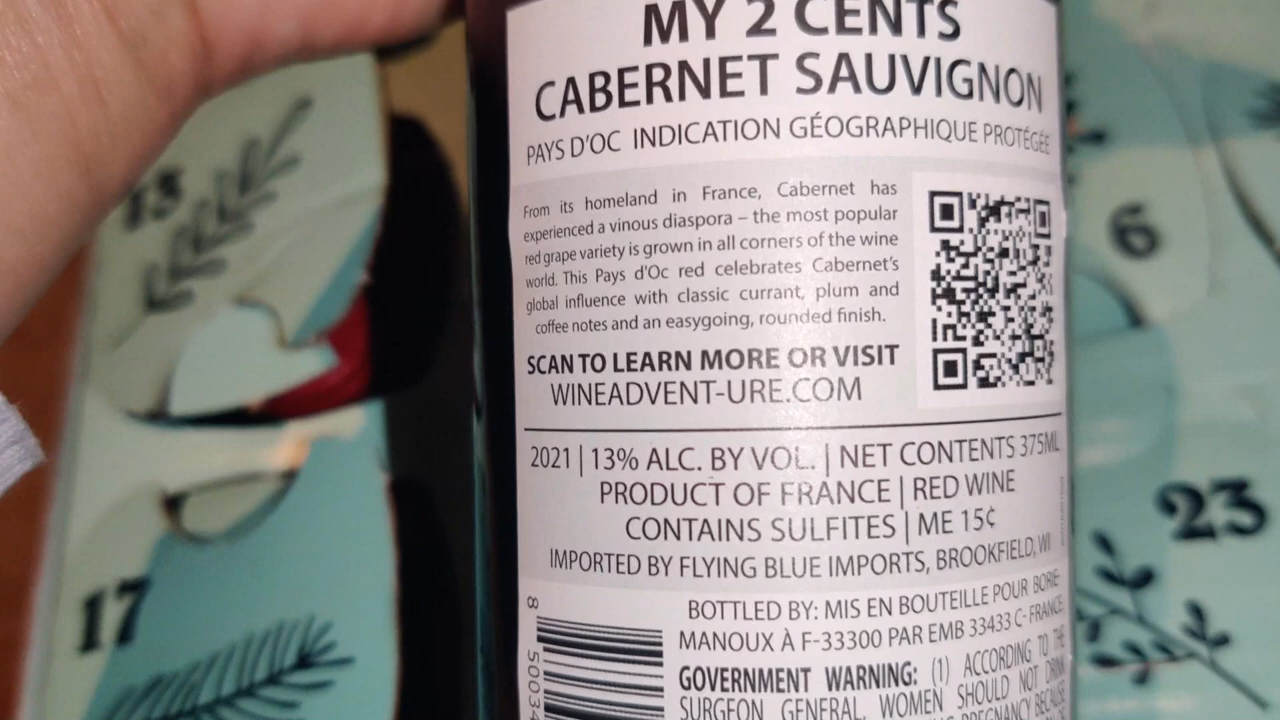 MY 2 CENTS
CABERNET SAUVIGNON
PAYS D'OC INDICATION GÉOGRAPHIQUE PROTÉGÉE
From its homeland in France, Cabernet has
experienced a vinous diaspora – the most popular
red grape variety is grown in all corners of the wine
world. This Pays d'Oc red celebrates Cabernet's
global influence with classic currant, plum and
coffee notes and an easygoing, rounded finish.
SCAN TO LEARN MORE OR VISIT
WINEADVENT-URE.COM
2021 | 13% ALC. BY VOL. | NET CONTENTS 375ML
PRODUCT OF FRANCE | RED WINE
CONTAINS SULFITES | ME 15¢
IMPORTED BY FLYING BLUE IMPORTS, BROOKFIELD, WI
BOTTLED BY: MIS EN BOUTEILLE POUR BORIE-
MANOUX À F-33300 PAR EMB 33433 C- FRANCE
GOVERNMENT WARNING: (1) ACCORDING TO THE
SURGEON GENERAL, WOMEN SHOULD NOT DRINK
PREGNANCY BECAUSE
8 50034
13
17
6
23